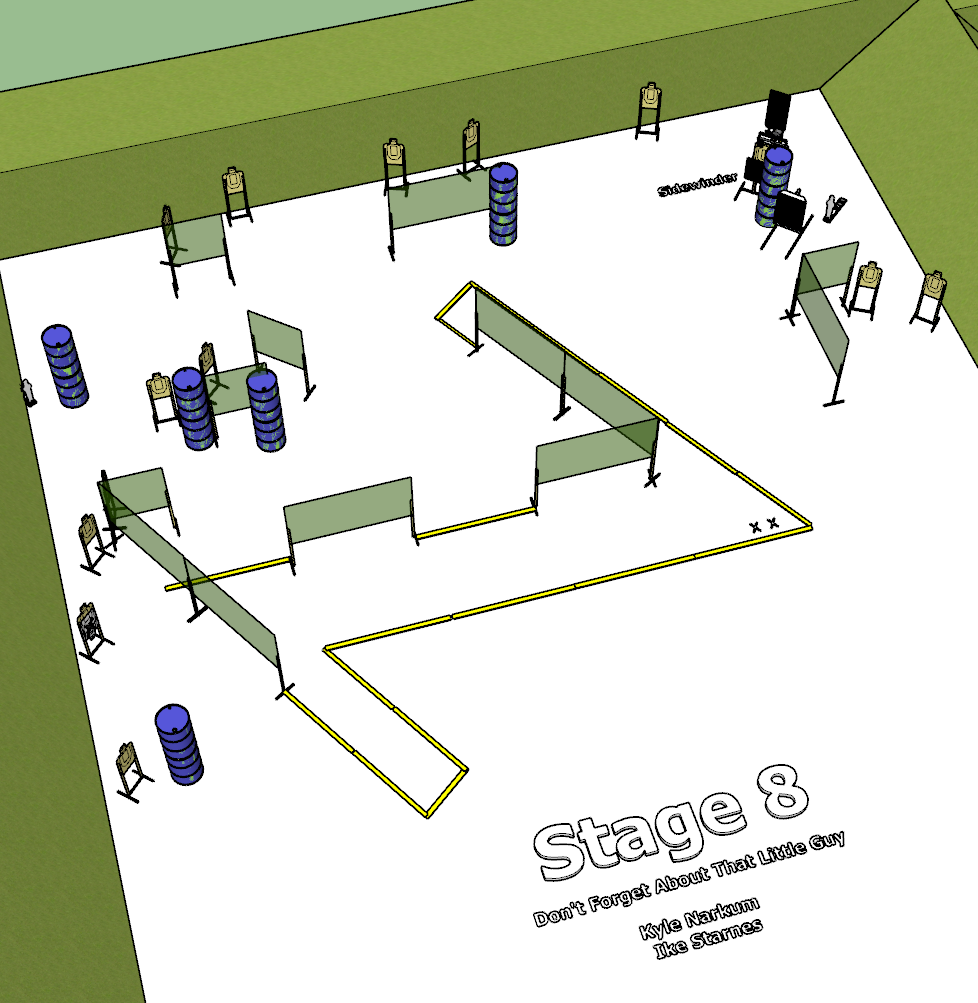 Sidewinder
Stage 8
Don't Forget About That Little Guy
Kyle Narkum
Ike Starnes